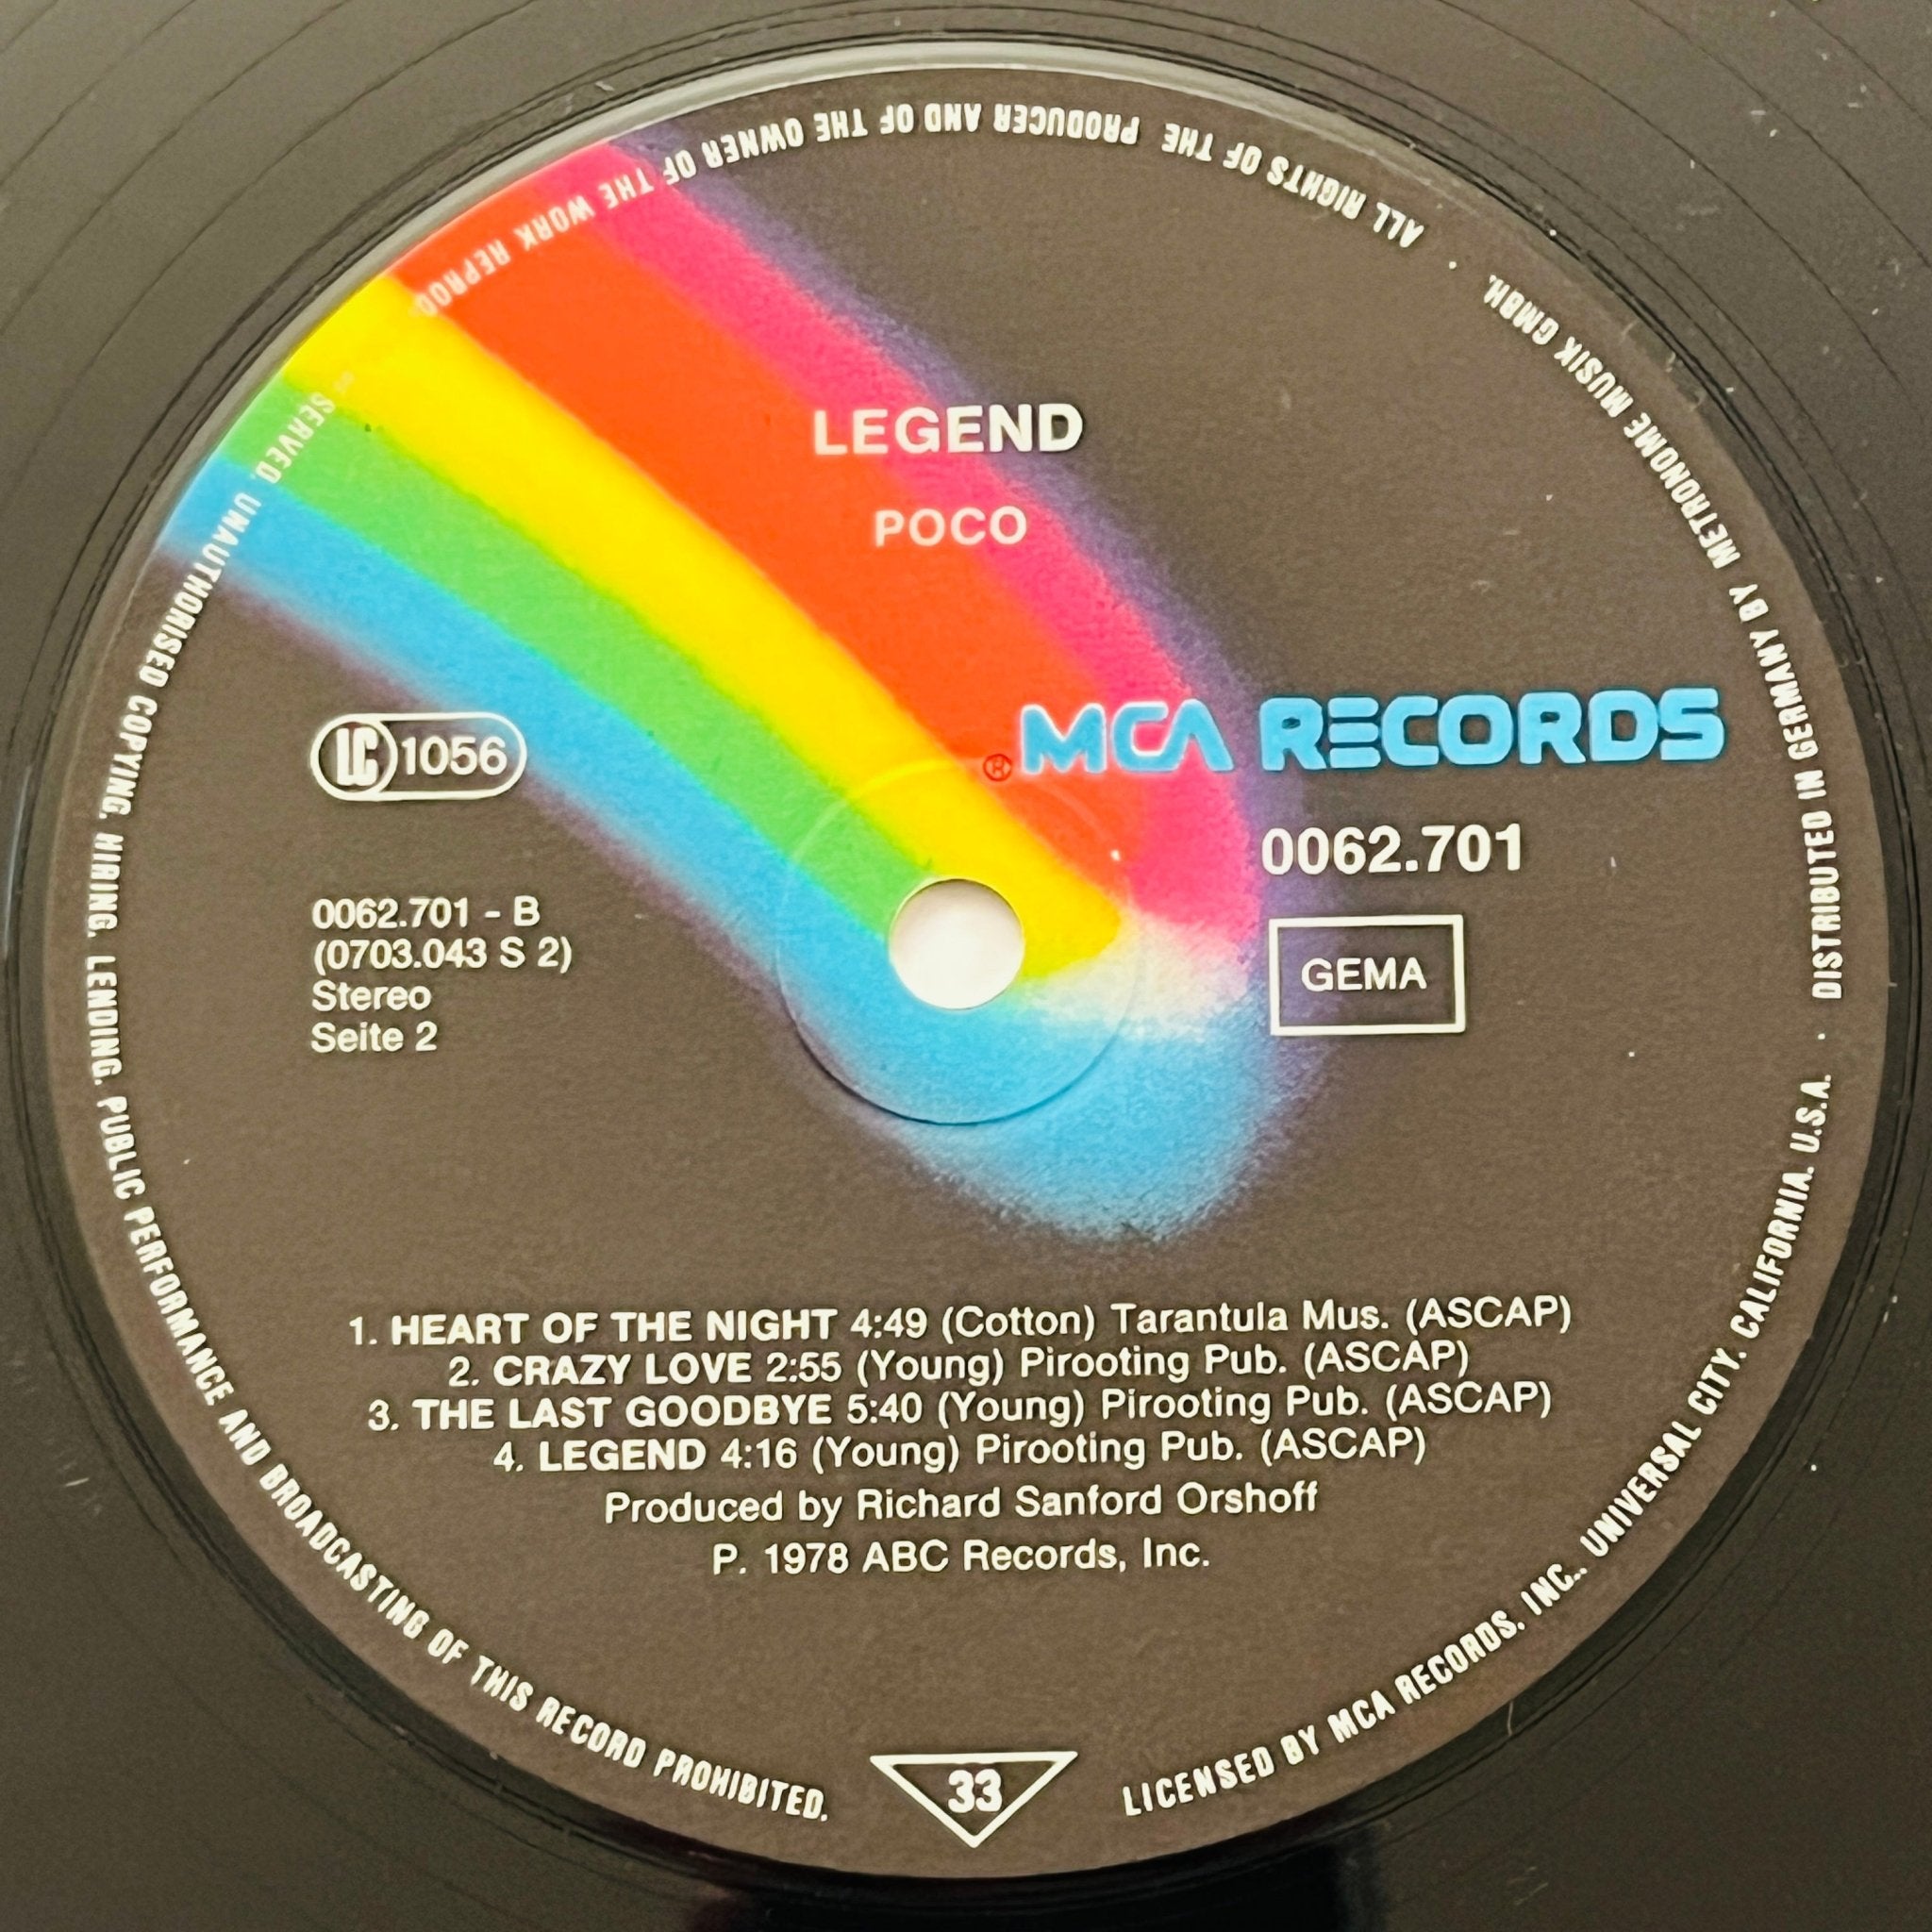 LEGEND
POCO
MCA RECORDS
®
LC 1056
0062.701
0062.701 - B
(0703.043 S 2)
Stereo
Seite 2
GEMA
1. HEART OF THE NIGHT 4:49 (Cotton) Tarantula Mus. (ASCAP)
2. CRAZY LOVE 2:55 (Young) Pirooting Pub. (ASCAP)
3. THE LAST GOODBYE 5:40 (Young) Pirooting Pub. (ASCAP)
4. LEGEND 4:16 (Young) Pirooting Pub. (ASCAP)
Produced by Richard Sanford Orshoff
P. 1978 ABC Records, Inc.
33
LICENSED BY MCA RECORDS, INC., UNIVERSAL CITY, CALIFORNIA, U.S.A. · DISTRIBUTED IN GERMANY BY METRONOME MUSIK GMBH. · ALL RIGHTS OF THE PRODUCER AND OF THE OWNER OF THE WORK REPROD SERVED. UNAUTHORISED COPYING, HIRING, LENDING, PUBLIC PERFORMANCE AND BROADCASTING OF THIS RECORD PROHIBITED.